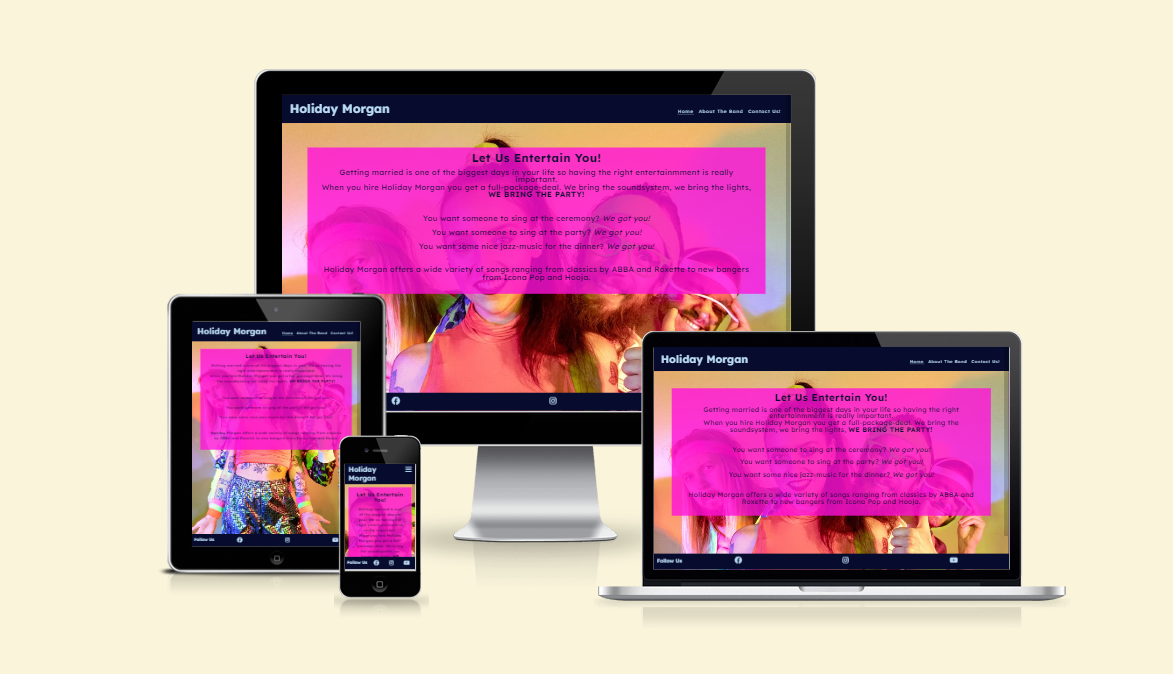 Holiday Morgan
Home About The Band Contact Us!
Let Us Entertain You!
Getting married is one of the biggest days in your life so having the right entertainmment is really
important.
When you hire Holiday Morgan you get a full-package-deal. We bring the soundsystem, we bring the lights,
WE BRING THE PARTY!
You want someone to sing at the ceremony? We got you!
You want someone to sing at the party? We got you!
You want some nice jazz-music for the dinner? We got you!
Holiday Morgan offers a wide variety of songs ranging from classics by ABBA and Roxette to new bangers
from Icona Pop and Hooja.
Holiday Morgan
Home About The Band Contact Us!
Let Us Entertain You!
WE BRING THE PARTY!
Follow Us
Holiday
Morgan
Let Us Entertain
You!
Follow Us
Holiday Morgan
Home About The Band Contact Us!
Let Us Entertain You!
Getting married is one of the biggest days in your life so having the right
entertainmment is really important.
When you hire Holiday Morgan you get a full-package-deal. We bring the
soundsystem, we bring the lights, WE BRING THE PARTY!
You want someone to sing at the ceremony? We got you!
You want someone to sing at the party? We got you!
You want some nice jazz-music for the dinner? We got you!
Holiday Morgan offers a wide variety of songs ranging from classics by ABBA and
Roxette to new bangers from Icona Pop and Hooja.
Follow Us